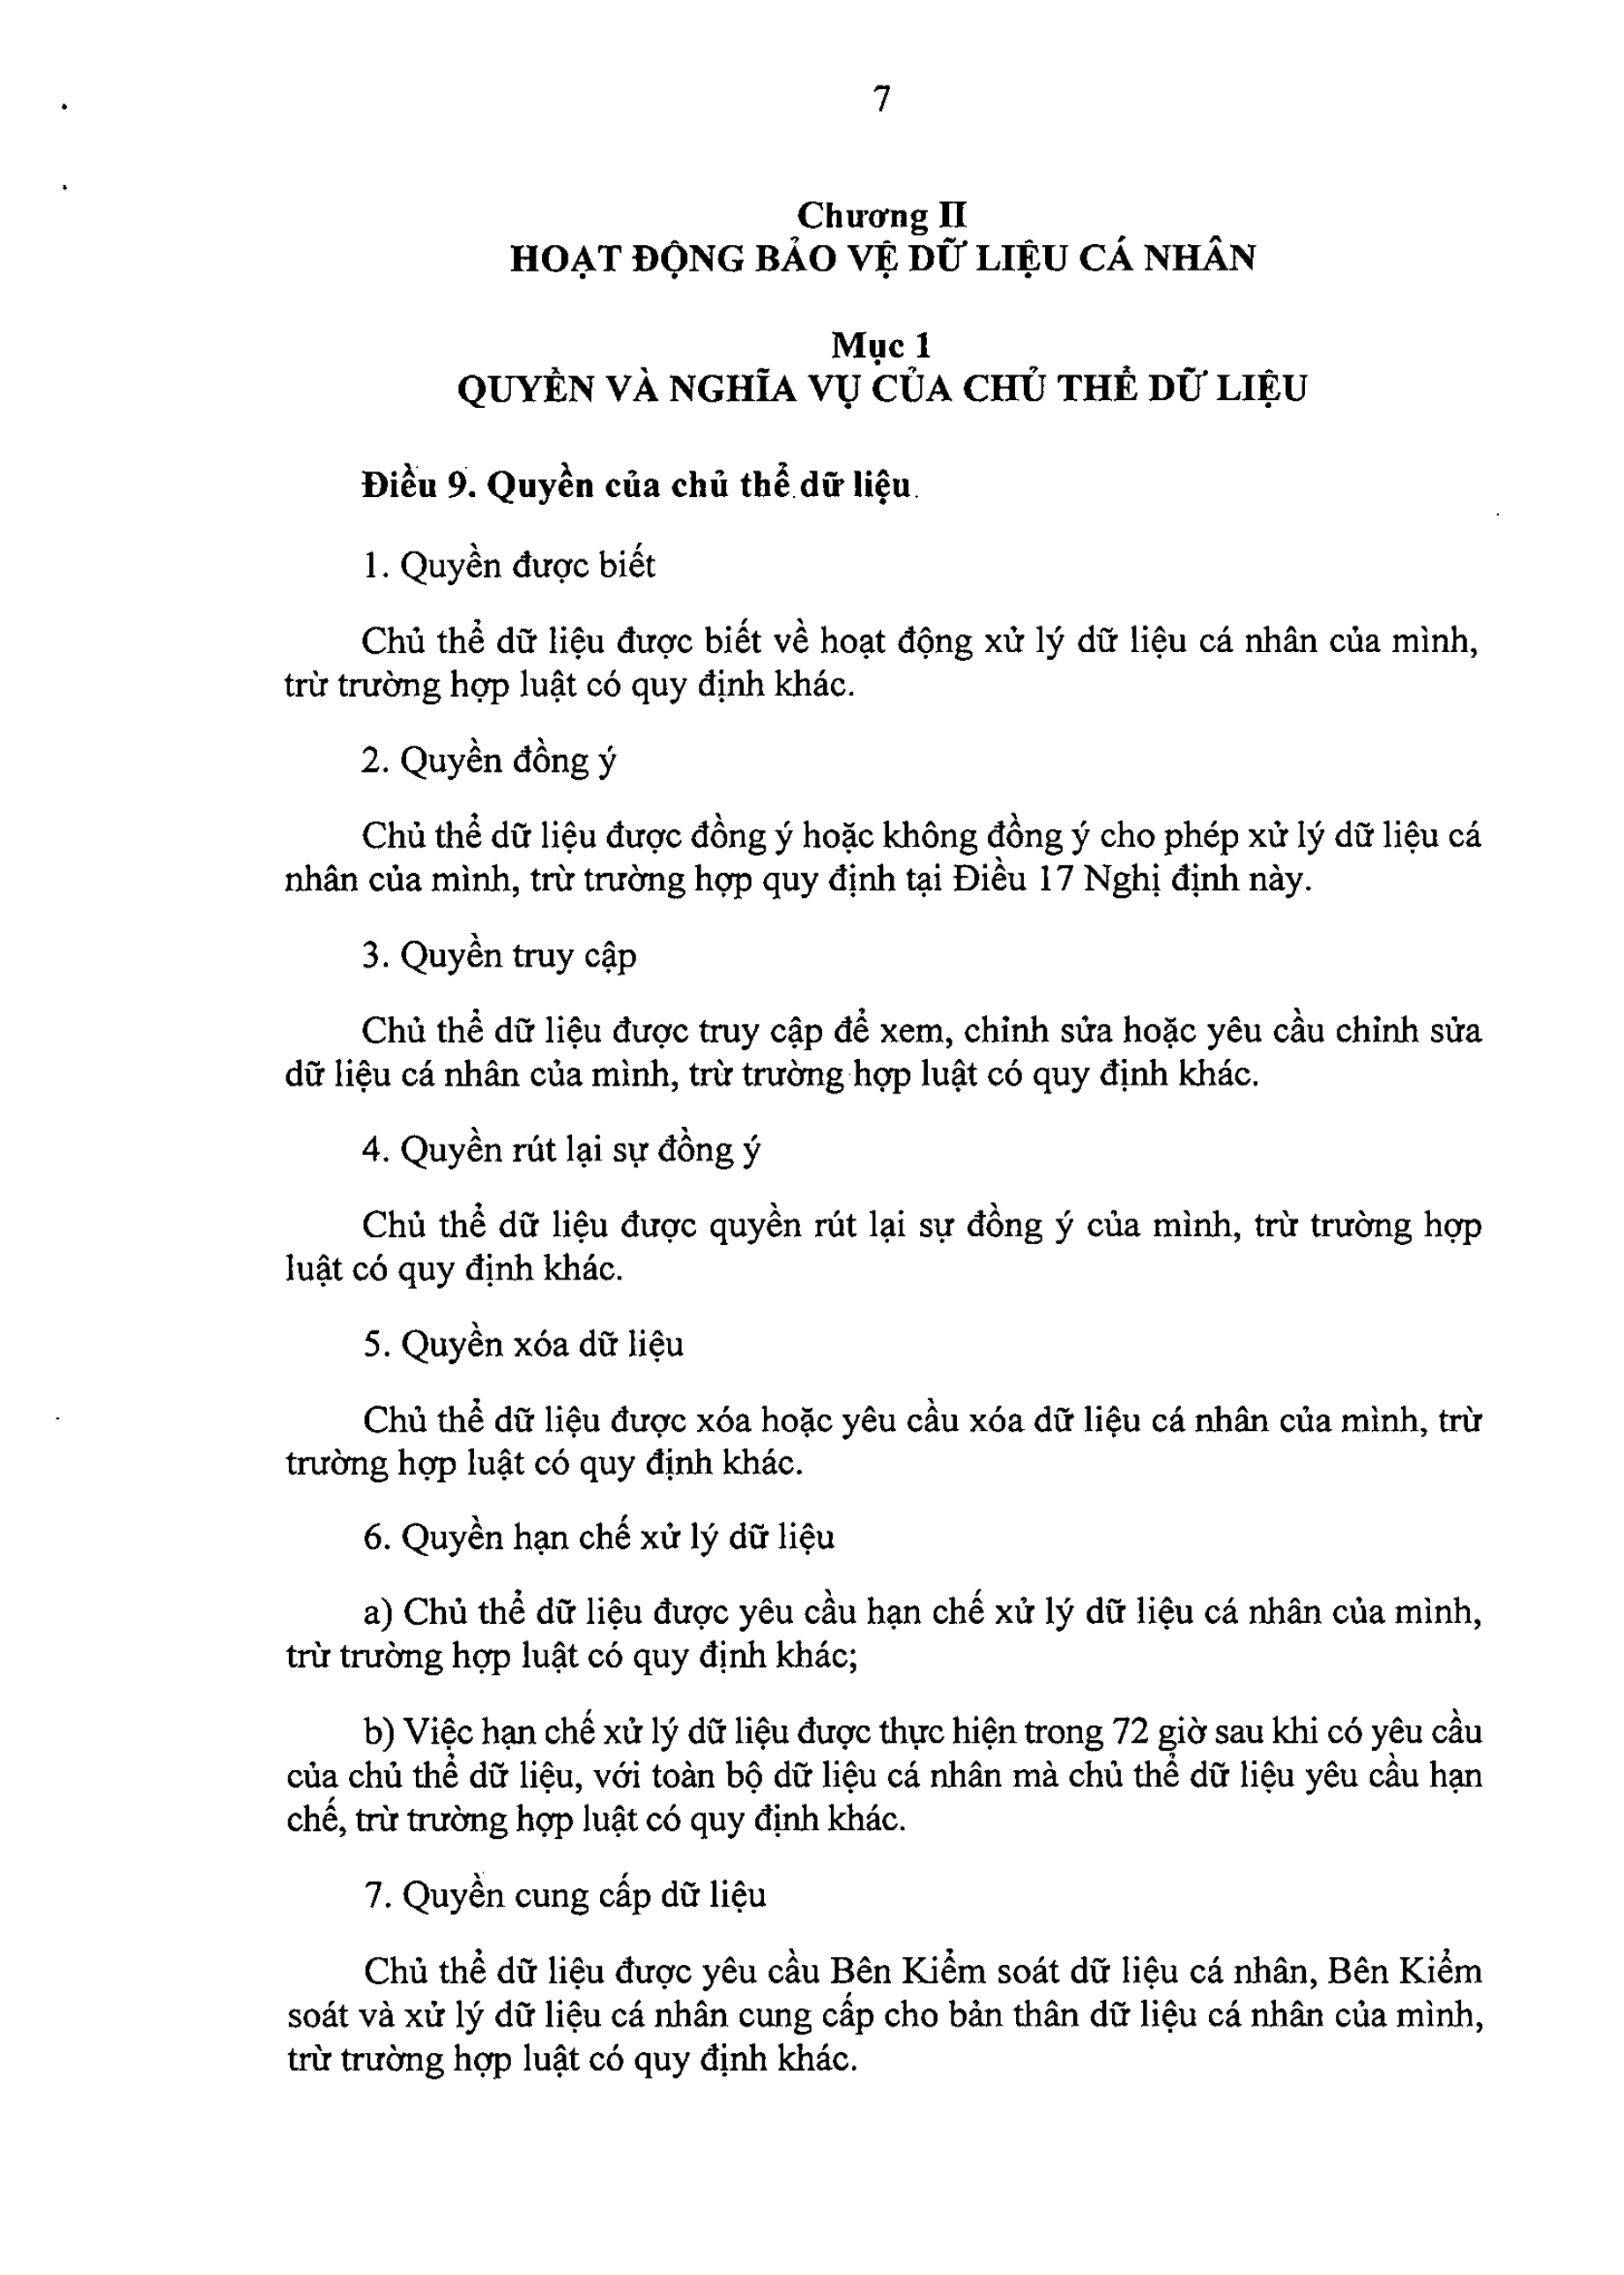 7
Chương II
HOẠT ĐỘNG BẢO VỆ DỮ LIỆU CÁ NHÂN
Mục 1
QUYỀN VÀ NGHĨA VỤ CỦA CHỦ THỂ DỮ LIỆU
Điều 9. Quyền của chủ thể dữ liệu
1. Quyền được biết
Chủ thể dữ liệu được biết về hoạt động xử lý dữ liệu cá nhân của mình,
trừ trường hợp luật có quy định khác.
2. Quyền đồng ý
Chủ thể dữ liệu được đồng ý hoặc không đồng ý cho phép xử lý dữ liệu cá
nhân của mình, trừ trường hợp quy định tại Điều 17 Nghị định này.
3. Quyền truy cập
Chủ thể dữ liệu được truy cập để xem, chỉnh sửa hoặc yêu cầu chỉnh sửa
dữ liệu cá nhân của mình, trừ trường hợp luật có quy định khác.
4. Quyền rút lại sự đồng ý
Chủ thể dữ liệu được quyền rút lại sự đồng ý của mình, trừ trường hợp
luật có quy định khác.
5. Quyền xóa dữ liệu
Chủ thể dữ liệu được xóa hoặc yêu cầu xóa dữ liệu cá nhân của mình, trừ
trường hợp luật có quy định khác.
6. Quyền hạn chế xử lý dữ liệu
a) Chủ thể dữ liệu được yêu cầu hạn chế xử lý dữ liệu cá nhân của mình,
trừ trường hợp luật có quy định khác;
b) Việc hạn chế xử lý dữ liệu được thực hiện trong 72 giờ sau khi có yêu cầu
của chủ thể dữ liệu, với toàn bộ dữ liệu cá nhân mà chủ thể dữ liệu yêu cầu hạn
chế, trừ trường hợp luật có quy định khác.
7. Quyền cung cấp dữ liệu
Chủ thể dữ liệu được yêu cầu Bên Kiểm soát dữ liệu cá nhân, Bên Kiểm
soát và xử lý dữ liệu cá nhân cung cấp cho bản thân dữ liệu cá nhân của mình,
trừ trường hợp luật có quy định khác.